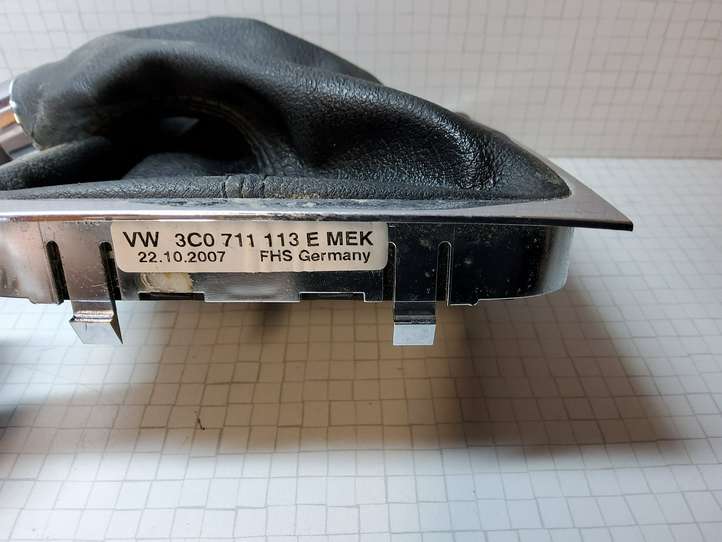 VW 3C0 711 113 E MEK
22.10.2007 FHS Germany